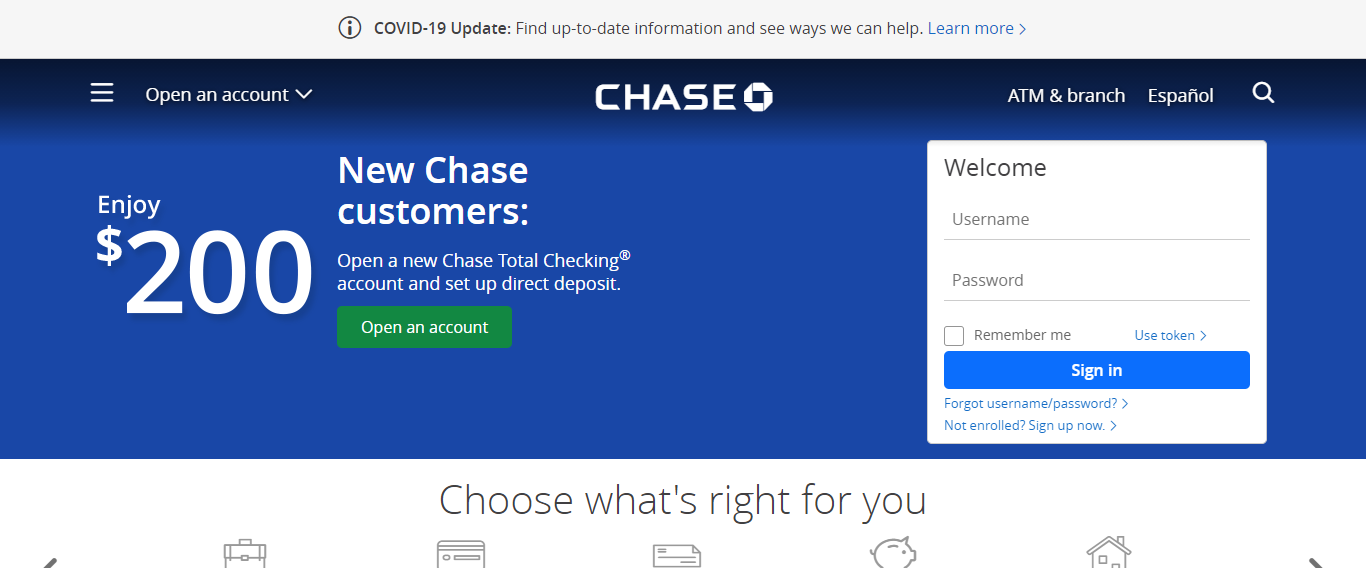 COVID-19 Update: Find up-to-date information and see ways we can help. Learn more
Open an account
CHASE
ATM & branch
Español
Enjoy
$200
New Chase
customers:
Open a new Chase Total Checking®
account and set up direct deposit.
Open an account
Welcome
Username
Password
Remember me
Use token
Sign in
Forgot username/password?
Not enrolled? Sign up now.
Choose what's right for you